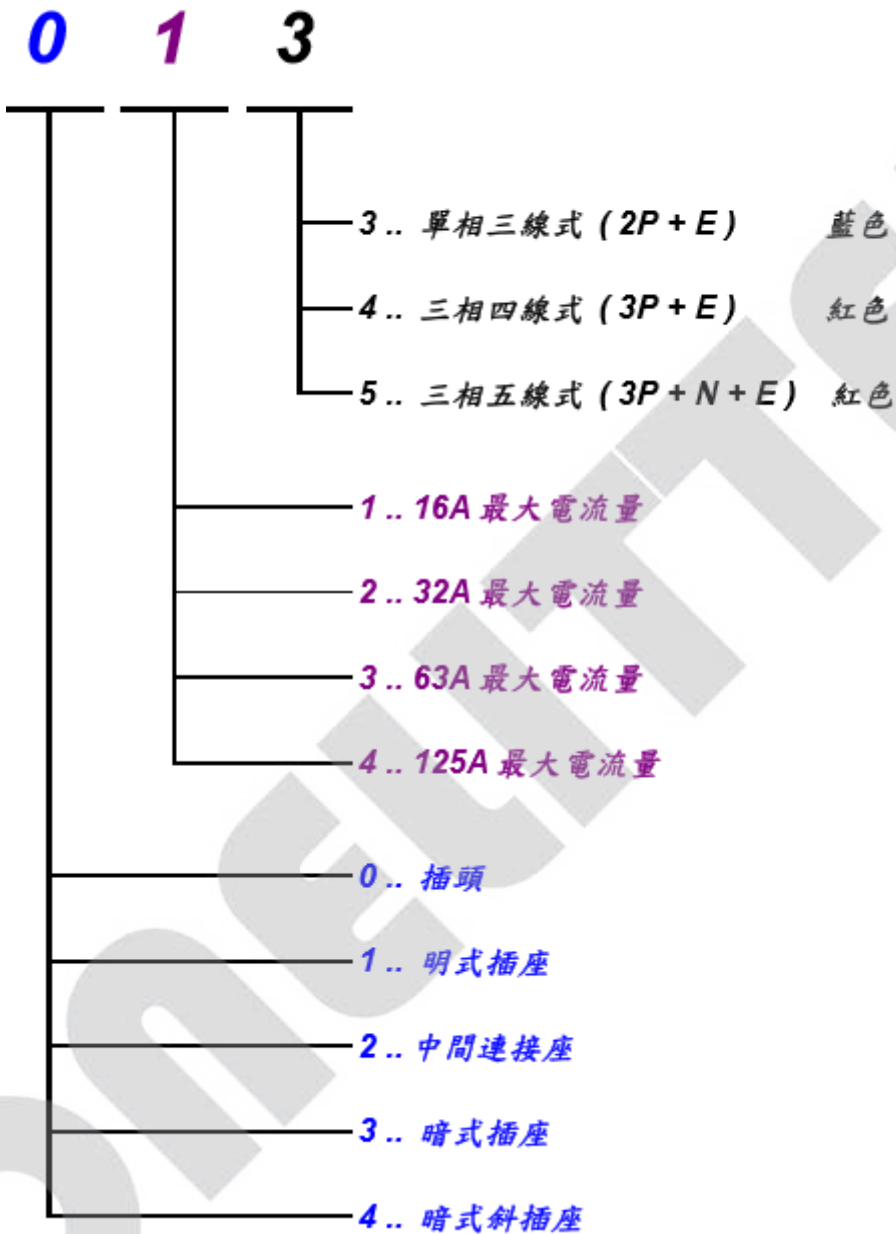 0 1 3
3 .. 單相三線式 ( 2P + E ) 藍色
4 .. 三相四線式 ( 3P + E ) 紅色
5 .. 三相五線式 ( 3P + N + E ) 紅色
1 .. 16A 最大電流量
2 .. 32A 最大電流量
3 .. 63A 最大電流量
4 .. 125A 最大電流量
0 .. 插頭
1 .. 明式插座
2 .. 中間連接座
3 .. 暗式插座
4 .. 暗式斜插座